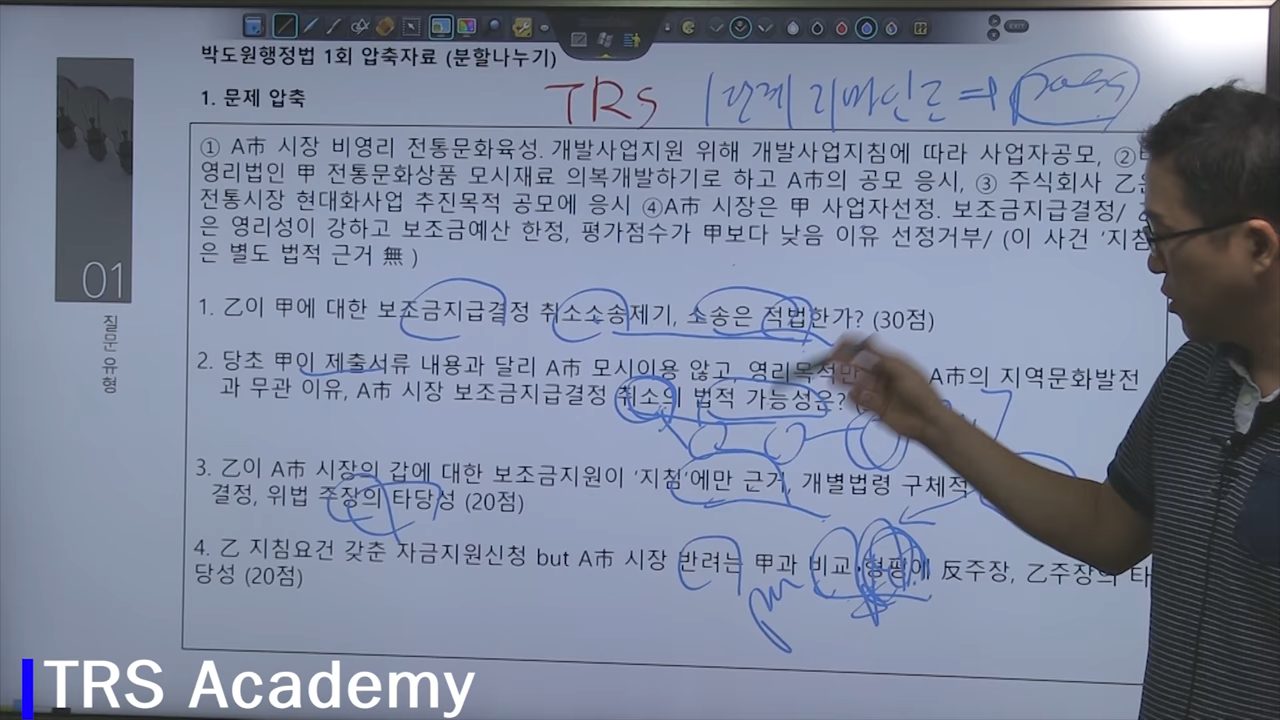 박도원행정법 1회 압축자료 (분할나누기)
EXIT
1. 문제 압축
TRS 1단계 리마인드 ⇒ pass
① A市 시장 비영리 전통문화육성. 개발사업지원 위해 개발사업지침에 따라 사업자공모, ②
영리법인 甲 전통문화상품 모시재료 의복개발하기로 하고 A市의 공모 응시, ③ 주식회사 乙은
전통시장 현대화사업 추진목적 공모에 응시 ④A市 시장은 甲 사업자선정. 보조금지급결정/
은 영리성이 강하고 보조금예산 한정, 평가점수가 甲보다 낮음 이유 선정거부/ (이 사건 '지침
은 별도 법적 근거 無 )
01
질문 유형
1. 乙이 甲에 대한 보조금지급결정 취소소송제기, 소송은 적법한가? (30점)
2. 당초 甲이 제출서류 내용과 달리 A市 모시이용 않고, 영리목적만 A市의 지역문화발전
과 무관 이유, A市 시장 보조금지급결정 취소의 법적 가능성은?
3. 乙이 A市 시장의 갑에 대한 보조금지원이 '지침'에만 근거, 개별법령 구체적
결정, 위법 주장의 타당성 (20점)
4. 乙 지침요건 갖춘 자금지원신청 but A市 시장 반려는 甲과 비교·형평에 反주장, 乙주장의 타
당성 (20점)
TRS Academy